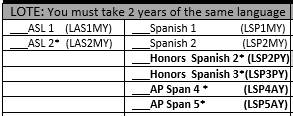 LOTE: You must take 2 years of the same language
___ASL 1 (LAS1MY) ___Spanish 1 (LSP1MY)
___ASL 2* (LAS2MY) ___Spanish 2 (LSP2MY)
___Honors Spanish 2* (LSP2PY)
___Honors Spanish 3*(LSP3PY)
___AP Span 4 * (LSP4AY)
___AP Span 5* (LSP5AY)